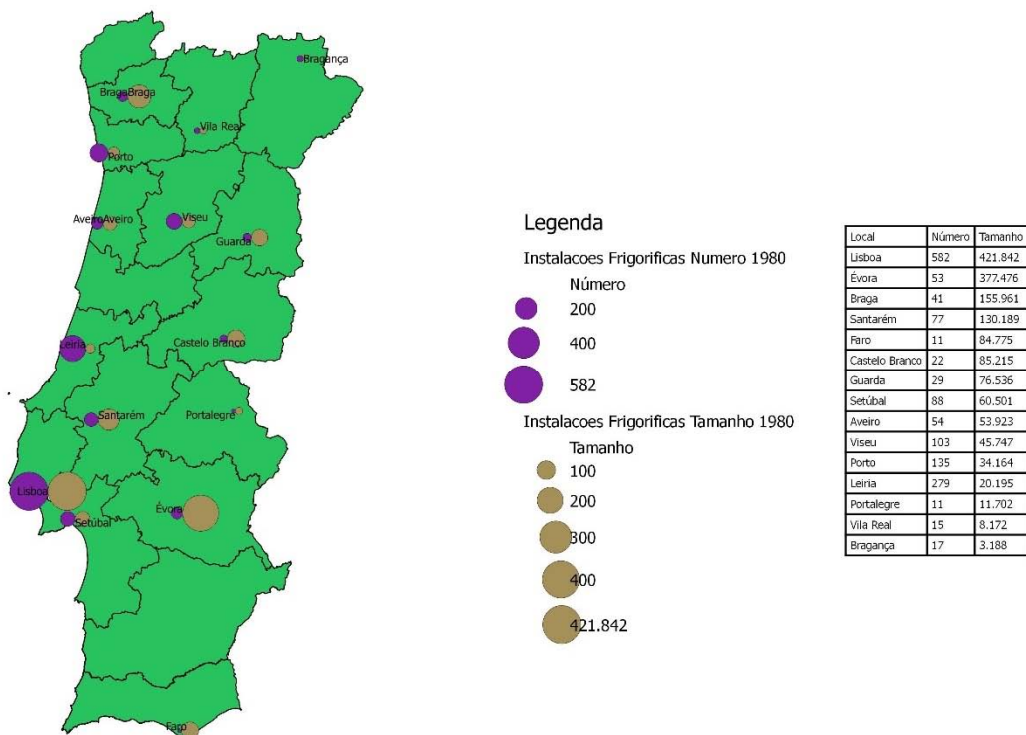 Bragança
BragaBraga
Vila Real
Porto
AveiroAveiro
Viseu
Guarda
Leiria
Castelo Branco
Santarém
Portalegre
Lisboa
Évora
Setúbal
Faro
Legenda
Instalacoes Frigorificas Numero 1980
Número
200
400
582
Instalacoes Frigorificas Tamanho 1980
Tamanho
100
200
300
400
421.842
Local Número Tamanho
Lisboa 582 421.842
Évora 53 377.476
Braga 41 155.961
Santarém 77 130.189
Faro 11 84.775
Castelo Branco 22 85.215
Guarda 29 76.536
Setúbal 88 60.501
Aveiro 54 53.923
Viseu 103 45.747
Porto 135 34.164
Leiria 279 20.195
Portalegre 11 11.702
Vila Real 15 8.172
Bragança 17 3.188